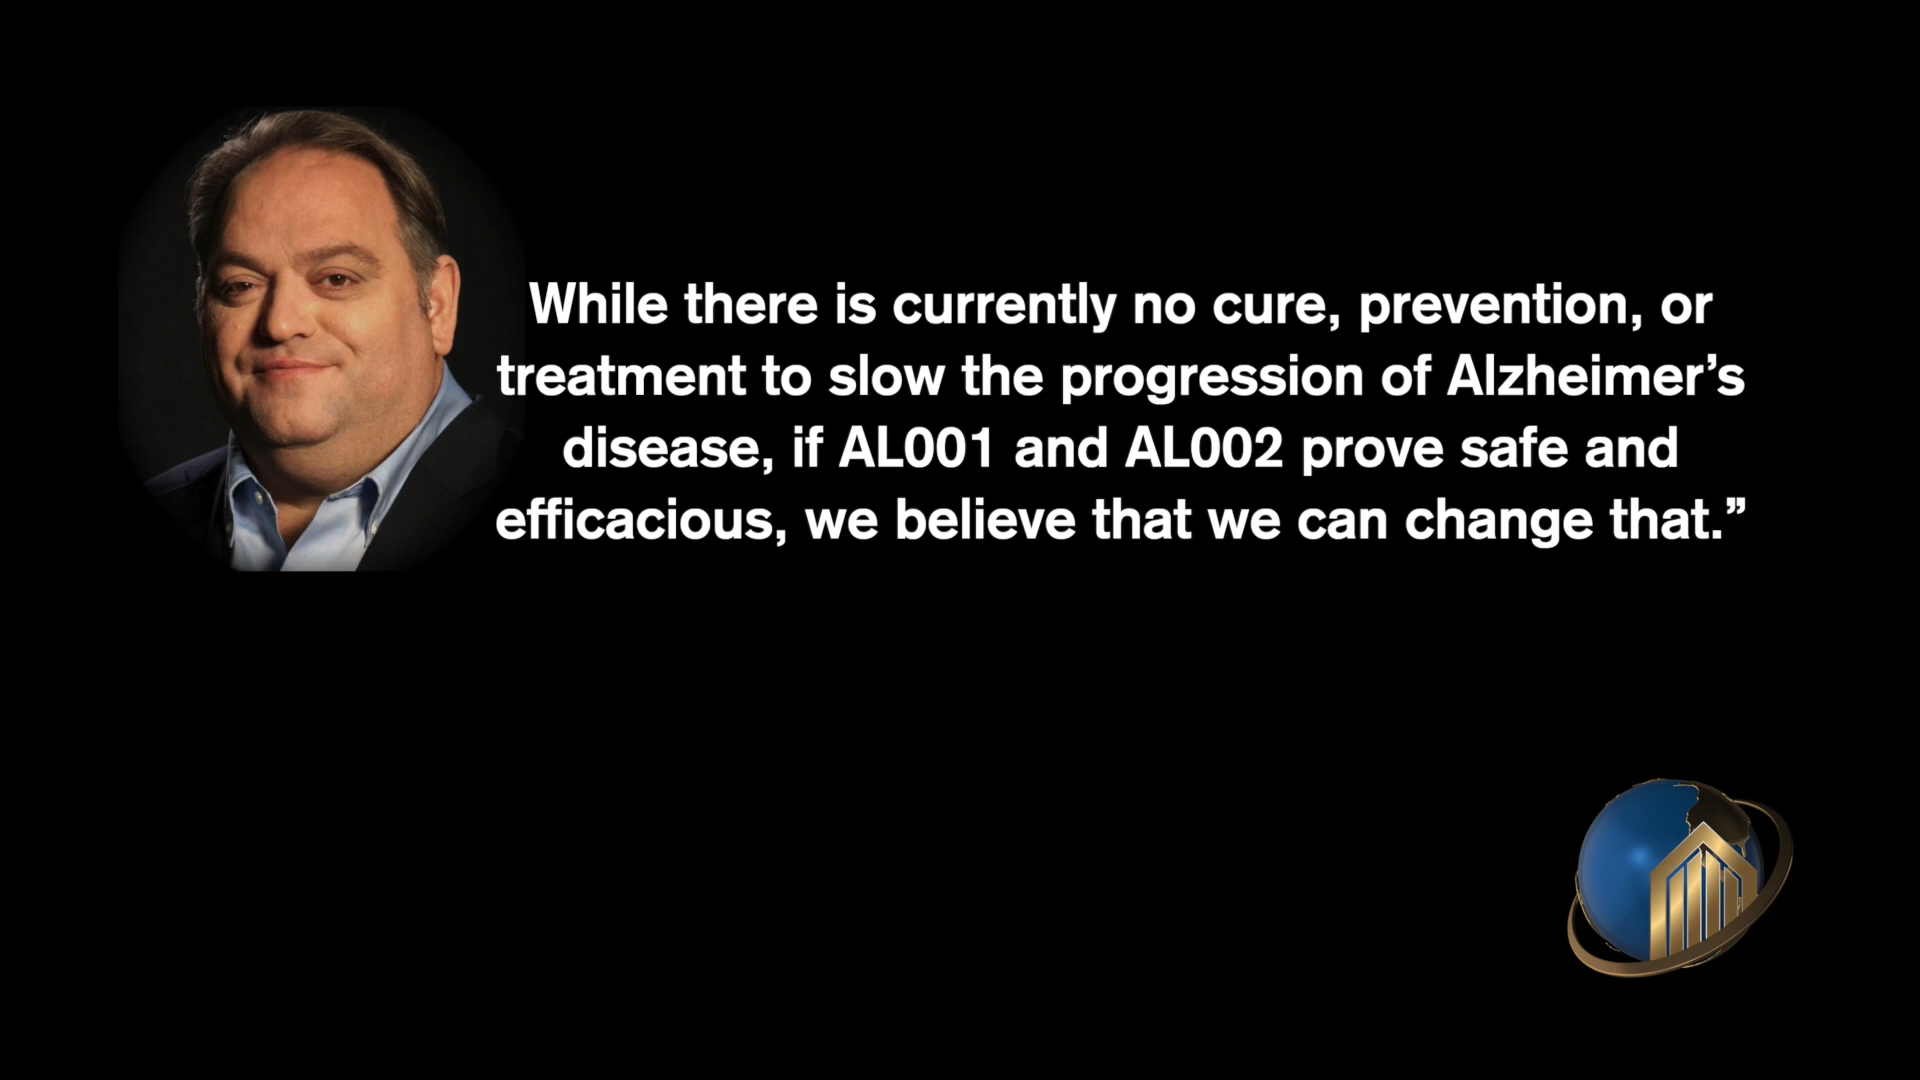 While there is currently no cure, prevention, or
treatment to slow the progression of Alzheimer’s
disease, if AL001 and AL002 prove safe and
efficacious, we believe that we can change that.”